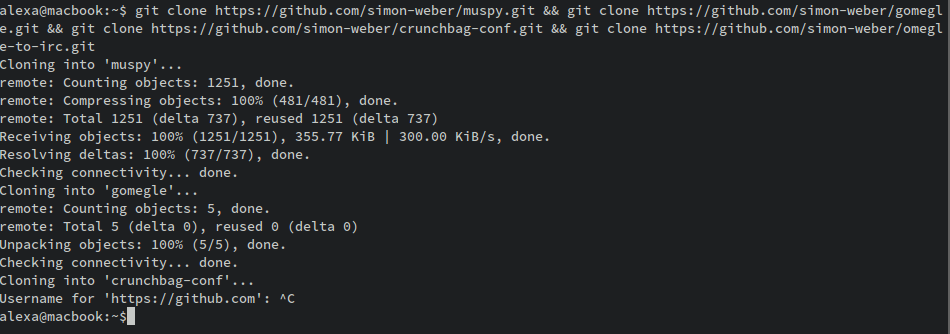 alexa@macbook:~$ git clone https://github.com/simon-weber/muspy.git && git clone https://github.com/simon-weber/gomegl
e.git && git clone https://github.com/simon-weber/crunchbag-conf.git && git clone https://github.com/simon-weber/omegl
e-to-irc.git
Cloning into 'muspy'...
remote: Counting objects: 1251, done.
remote: Compressing objects: 100% (481/481), done.
remote: Total 1251 (delta 737), reused 1251 (delta 737)
Receiving objects: 100% (1251/1251), 355.77 KiB | 300.00 KiB/s, done.
Resolving deltas: 100% (737/737), done.
Checking connectivity... done.
Cloning into 'gomegle'...
remote: Counting objects: 5, done.
remote: Total 5 (delta 0), reused 0 (delta 0)
Unpacking objects: 100% (5/5), done.
Checking connectivity... done.
Cloning into 'crunchbag-conf'...
Username for 'https://github.com': ^C
alexa@macbook:~$